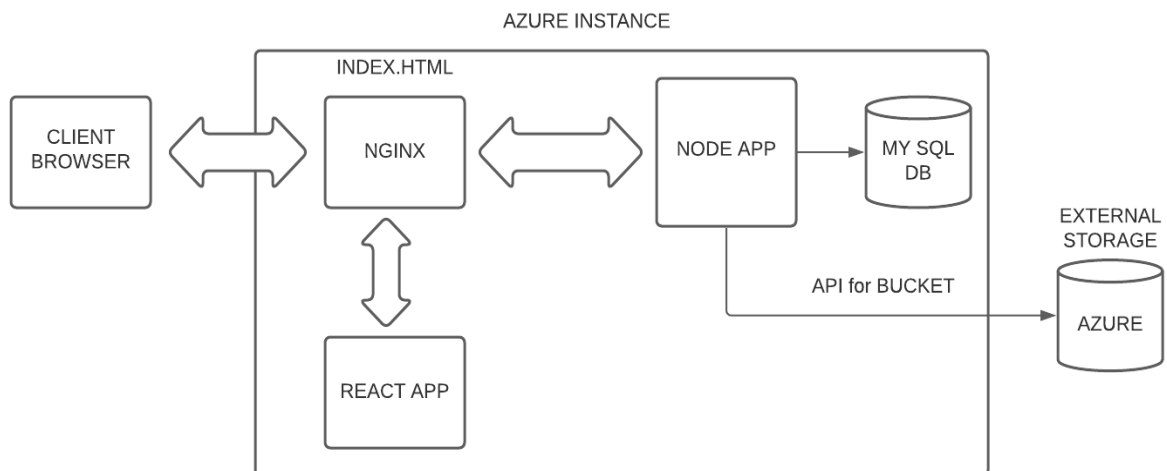 AZURE INSTANCE
INDEX.HTML
CLIENT
BROWSER
NGINX
NODE APP
MY SQL
DB
EXTERNAL
STORAGE
API for BUCKET
AZURE
REACT APP